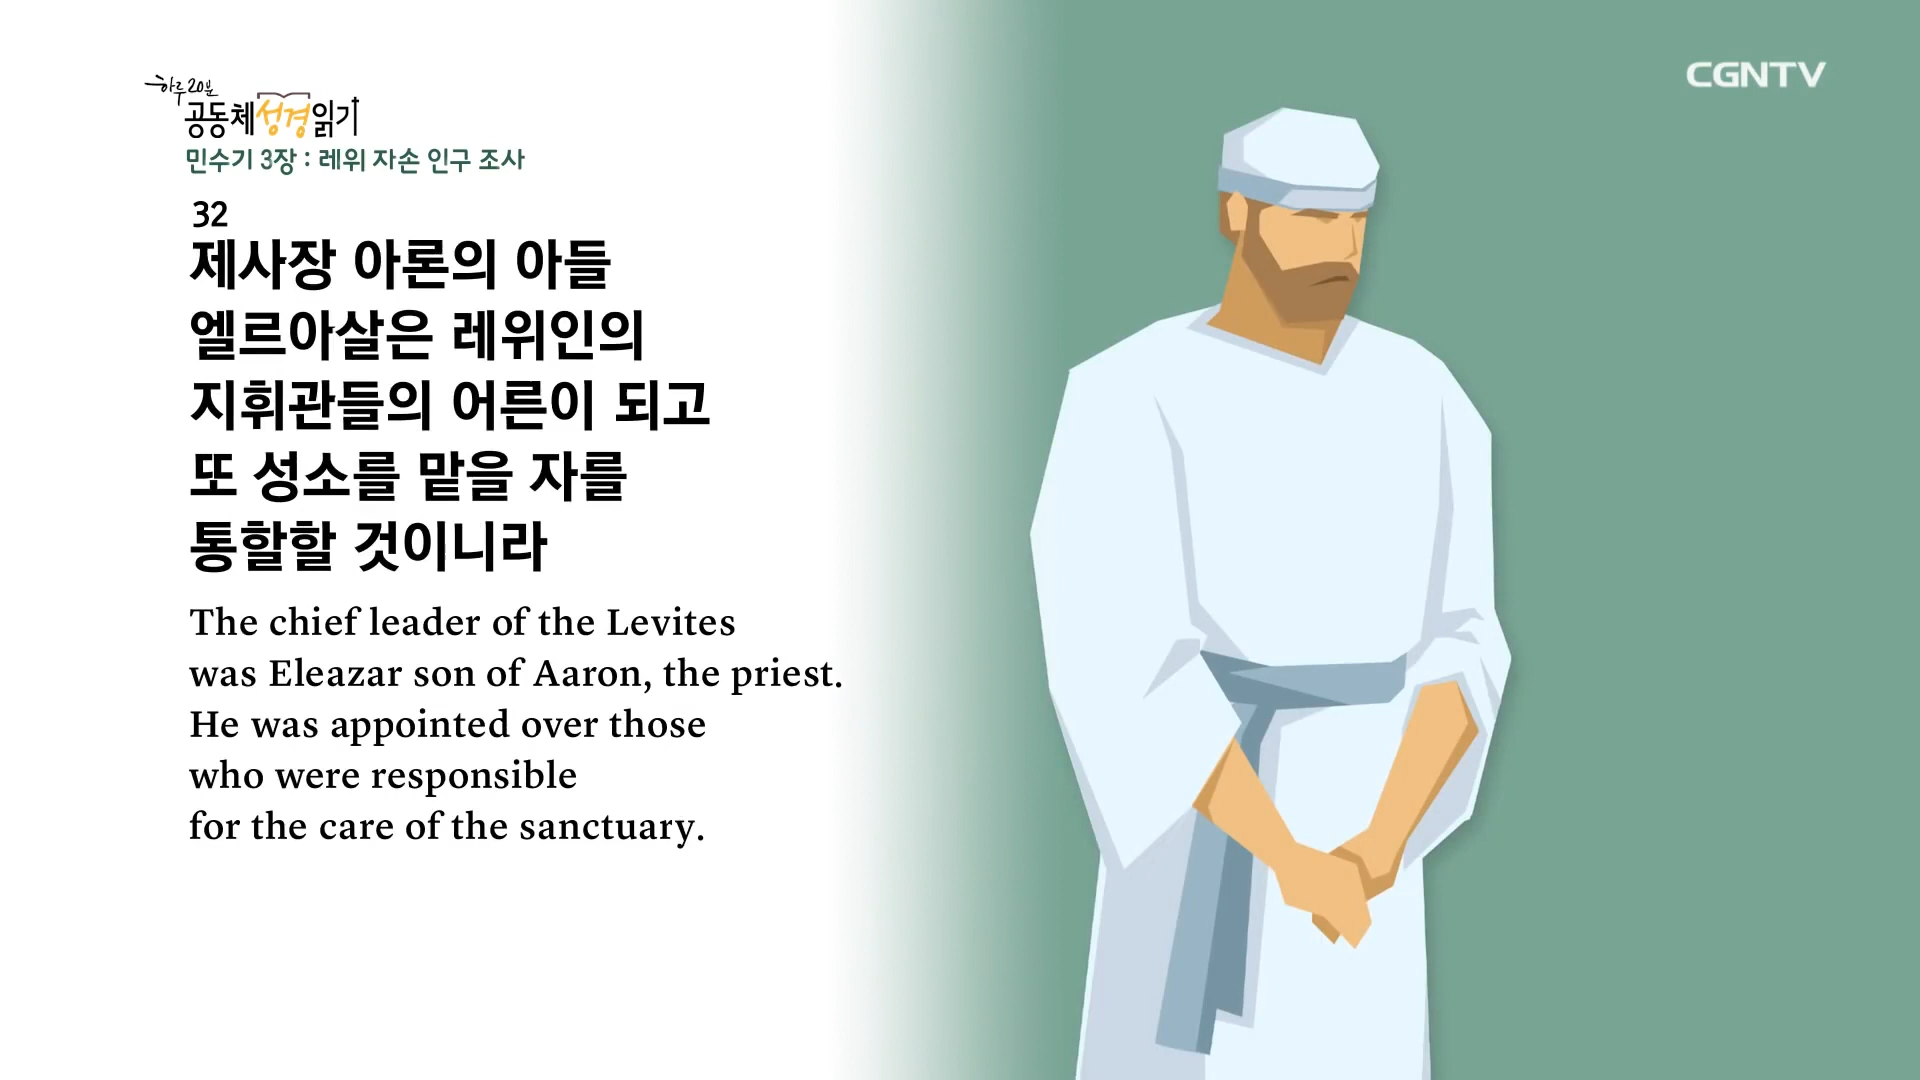 하루 20분
공동체성경읽기
CGNTV
민수기 3장 : 레위 자손 인구 조사
32
제사장 아론의 아들
엘르아살은 레위인의
지휘관들의 어른이 되고
또 성소를 맡을 자를
통할할 것이니라
The chief leader of the Levites
was Eleazar son of Aaron, the priest.
He was appointed over those
who were responsible
for the care of the sanctuary.